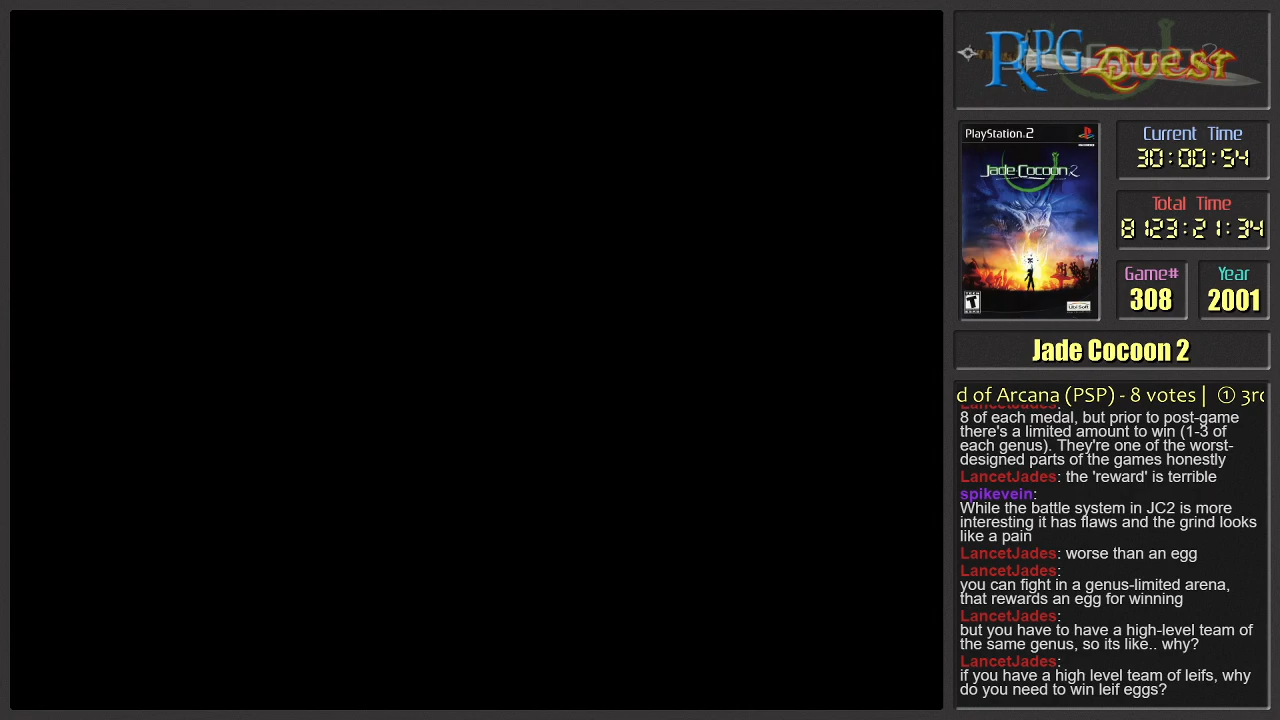 RPG Quest
PlayStation.2
Jade Cocoon 2
Current Time
30:00:54
Total Time
8123:21:34
Game#
308
Year
2001
Jade Cocoon 2
d of Arcana (PSP) - 8 votes | ① 3rd
LancetJades:
8 of each medal, but prior to post-game
there's a limited amount to win (1-3 of
each genus). They're one of the worst-
designed parts of the games honestly
LancetJades: the 'reward' is terrible
spikevein:
While the battle system in JC2 is more
interesting it has flaws and the grind looks
like a pain
LancetJades: worse than an egg
LancetJades:
you can fight in a genus-limited arena,
that rewards an egg for winning
LancetJades:
but you have to have a high-level team of
the same genus, so its like.. why?
LancetJades:
if you have a high level team of leifs, why
do you need to win leif eggs?